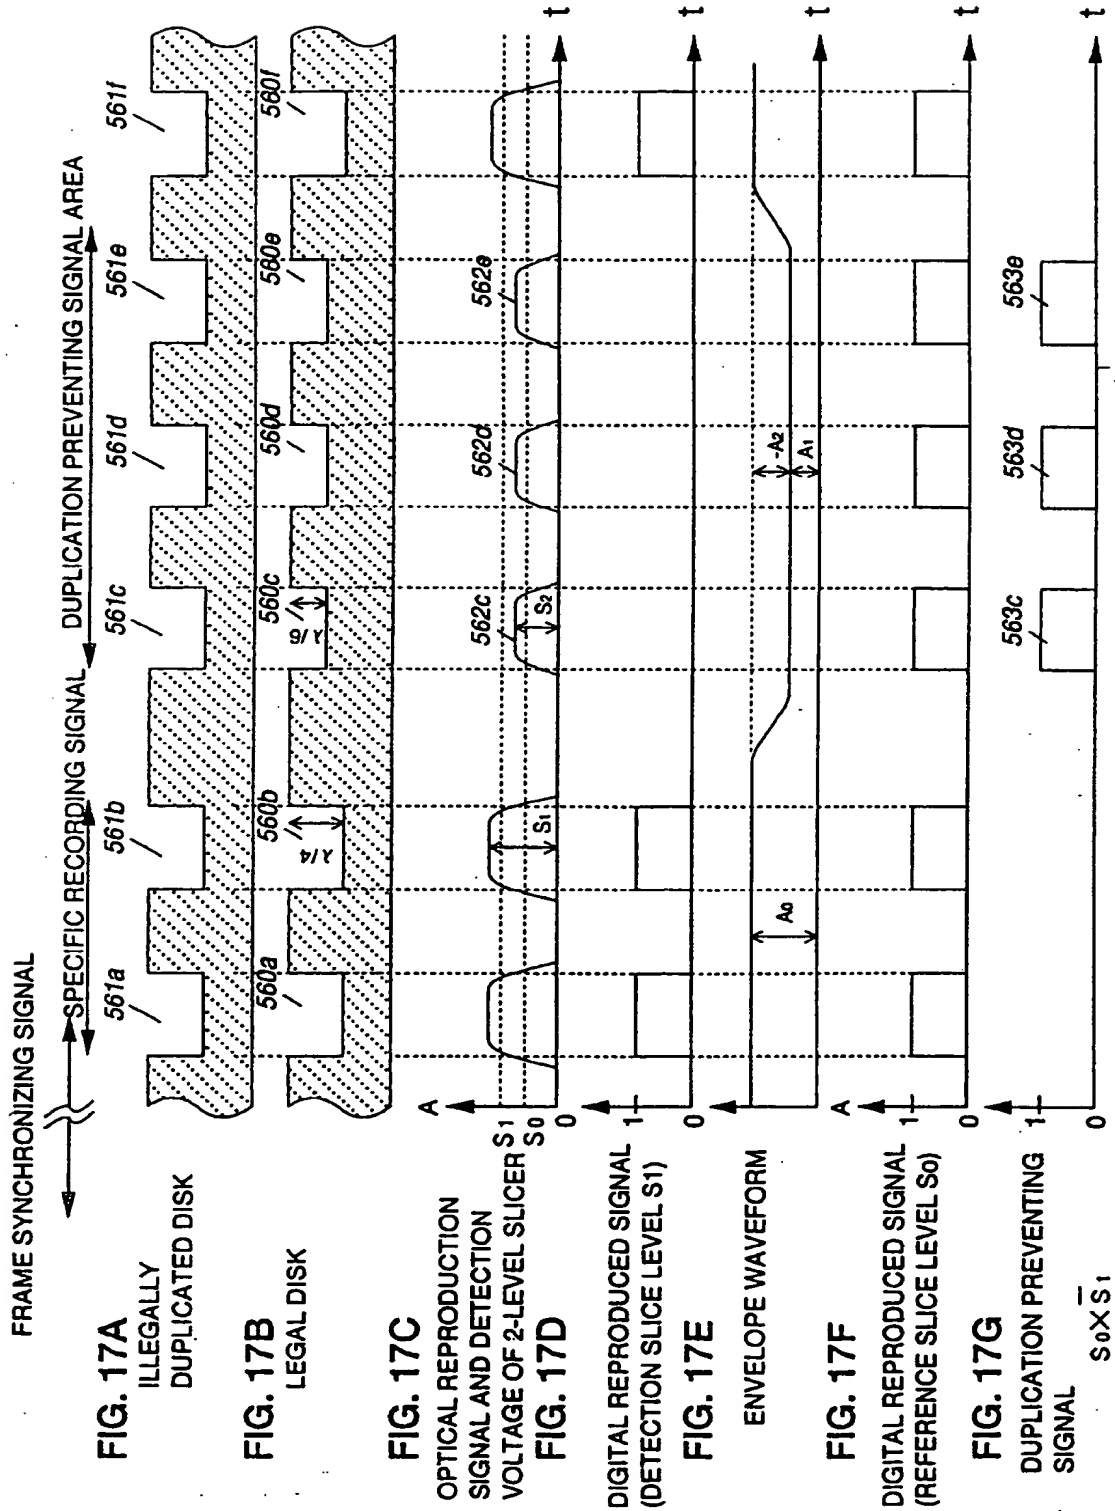 FRAME SYNCHRONIZING SIGNAL
SPECIFIC RECORDING SIGNAL
DUPLICATION PREVENTING SIGNAL AREA
FIG. 17A
ILLEGALLY
DUPLICATED DISK
561a
561b
561c
561d
561e
561f
FIG. 17B
LEGAL DISK
560a
560b
560c
560d
560e
560f
λ/4
λ/6
FIG. 17C
OPTICAL REPRODUCTION
SIGNAL AND DETECTION
VOLTAGE OF 2-LEVEL SLICER
A
S1
S0
0
S1
562c
S2
562d
562e
t
FIG. 17D
DIGITAL REPRODUCED SIGNAL
(DETECTION SLICE LEVEL S1)
1
0
t
FIG. 17E
ENVELOPE WAVEFORM
A0
-A2
A1
t
FIG. 17F
DIGITAL REPRODUCED SIGNAL
(REFERENCE SLICE LEVEL S0)
A
1
0
t
FIG. 17G
DUPLICATION PREVENTING
SIGNAL
S0 X S̅1
1
0
563c
563d
563e
t